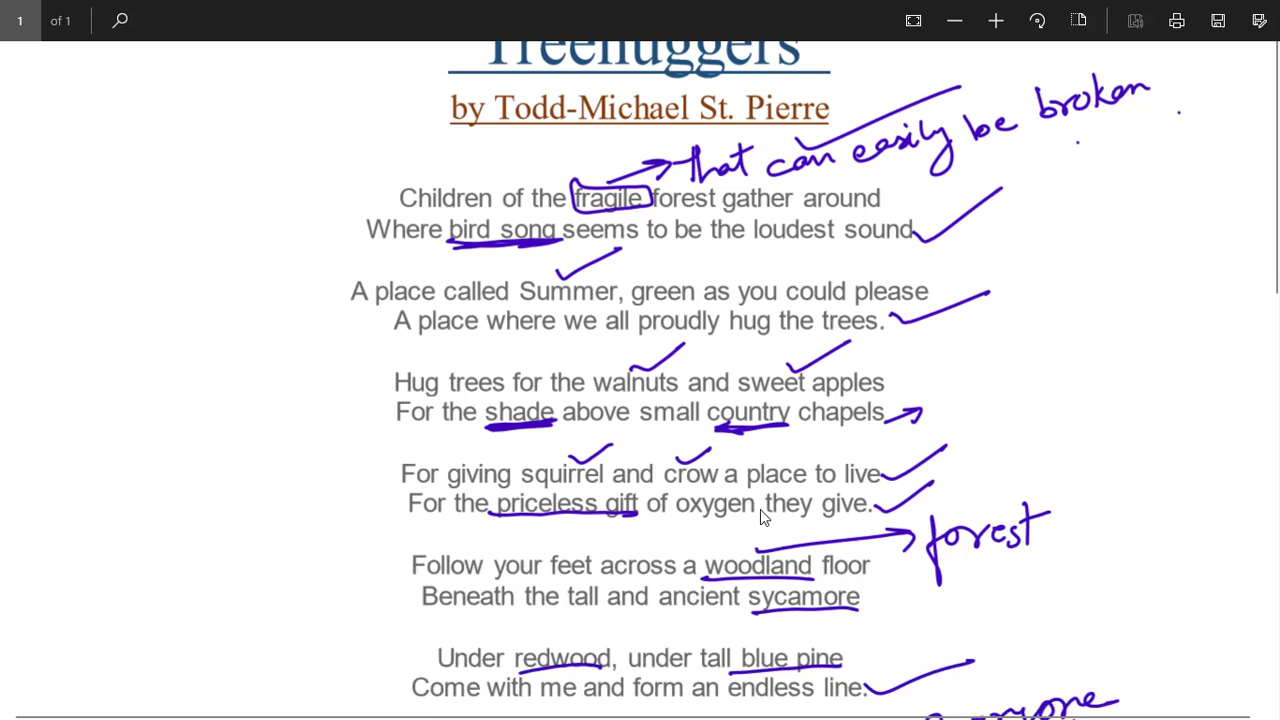 1 of 1
Treehuggers
by Todd-Michael St. Pierre
That can easily be broken
Children of the fragile forest gather around
Where bird song seems to be the loudest sound
A place called Summer, green as you could please
A place where we all proudly hug the trees.
Hug trees for the walnuts and sweet apples
For the shade above small country chapels
For giving squirrel and crow a place to live
For the priceless gift of oxygen they give.
forest
Follow your feet across a woodland floor
Beneath the tall and ancient sycamore
Under redwood, under tall blue pine
Come with me and form an endless line.